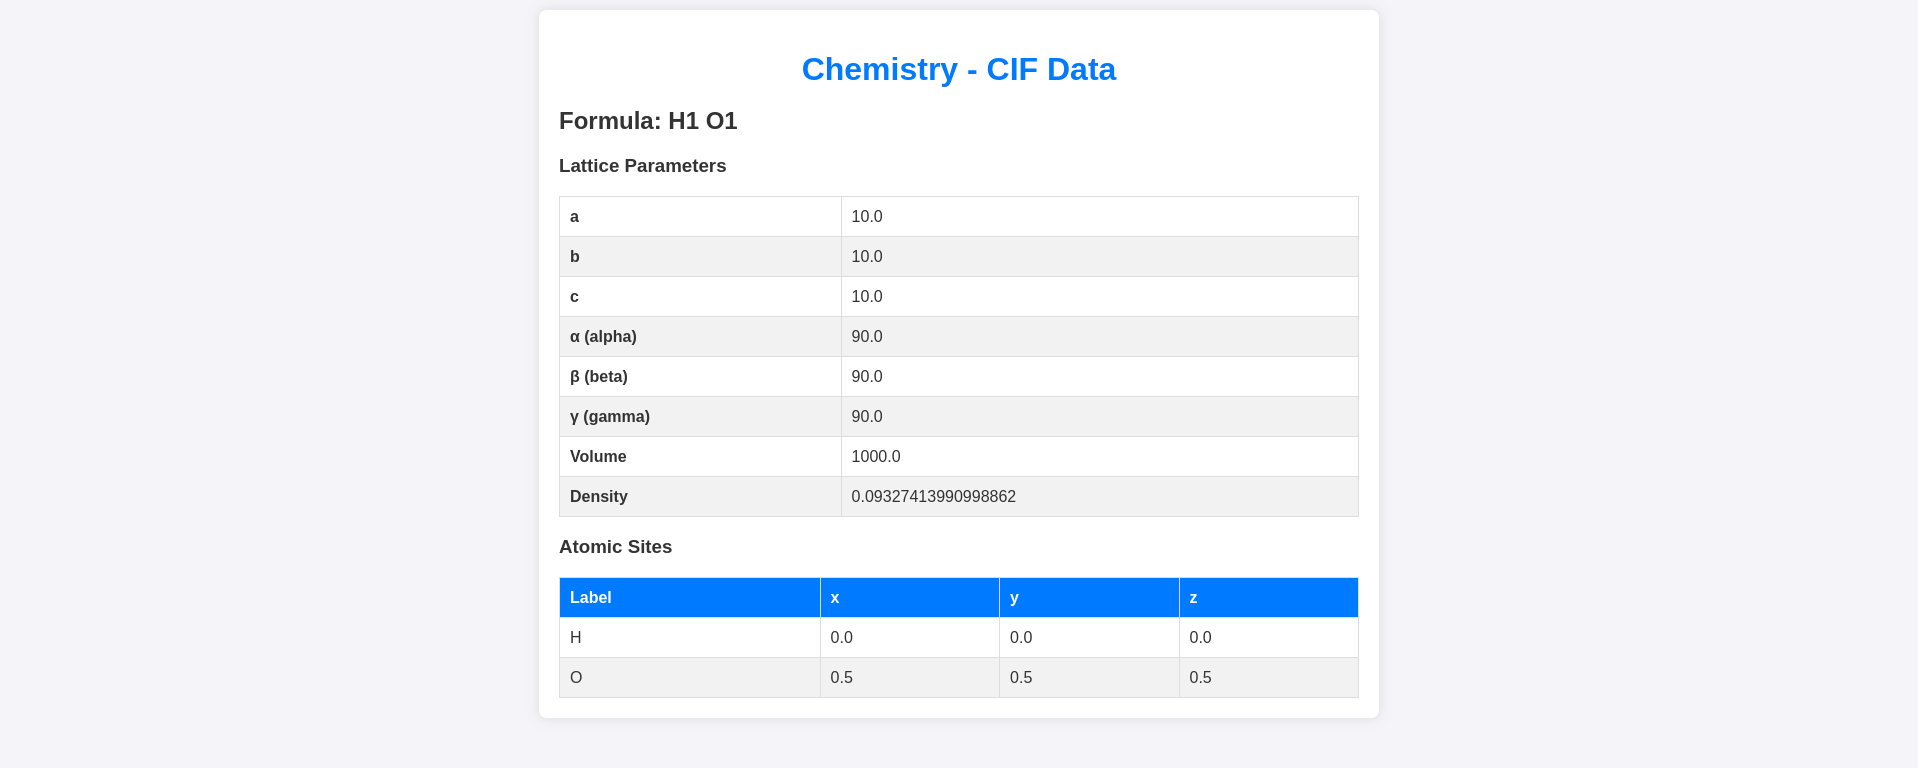 Chemistry - CIF Data
Formula: H1 O1
Lattice Parameters
a 10.0
b 10.0
c 10.0
α (alpha) 90.0
β (beta) 90.0
γ (gamma) 90.0
Volume 1000.0
Density 0.09327413990998862
Atomic Sites
Label x y z
H 0.0 0.0 0.0
O 0.5 0.5 0.5